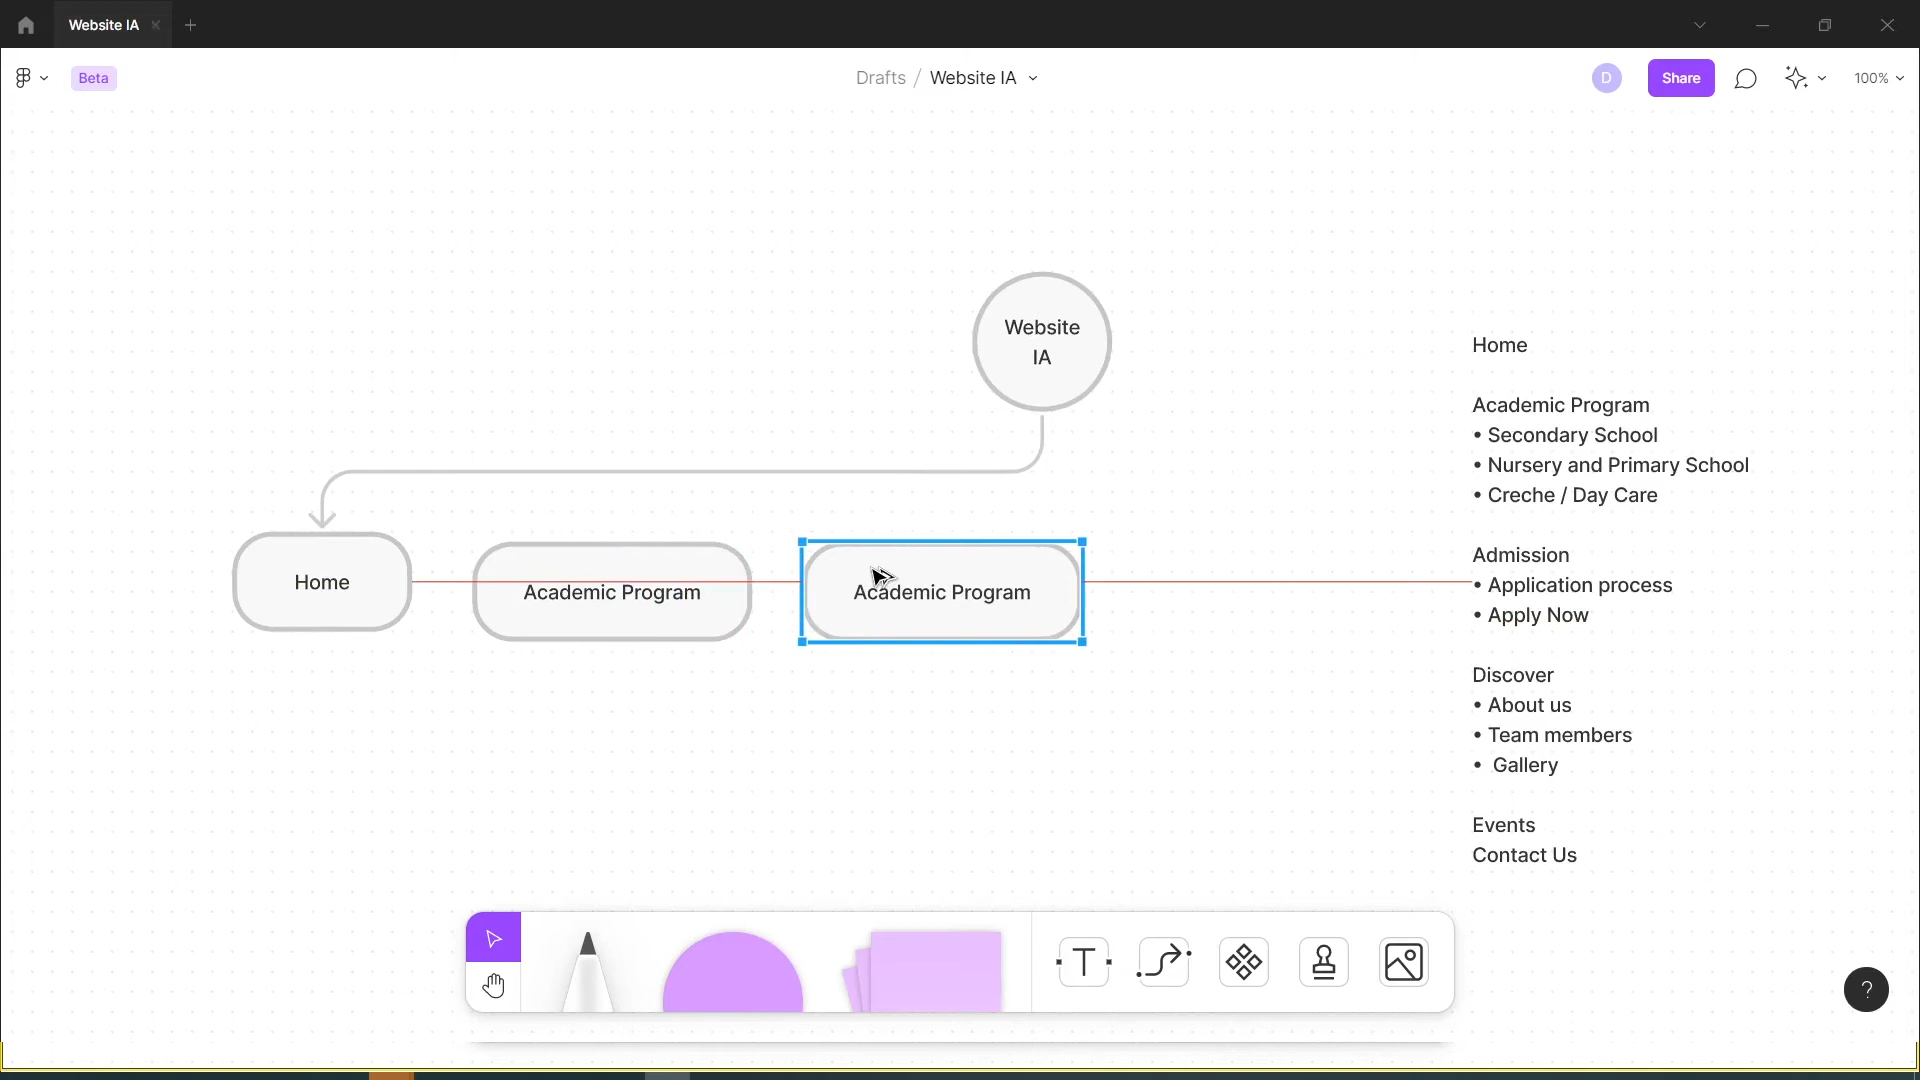 Website IA
Beta
Drafts / Website IA
D
Share
100%
Website
IA
Home
Academic Program
Academic Program
Home
Academic Program
• Secondary School
• Nursery and Primary School
• Creche / Day Care
Admission
• Application process
• Apply Now
Discover
• About us
• Team members
• Gallery
Events
Contact Us
T
?